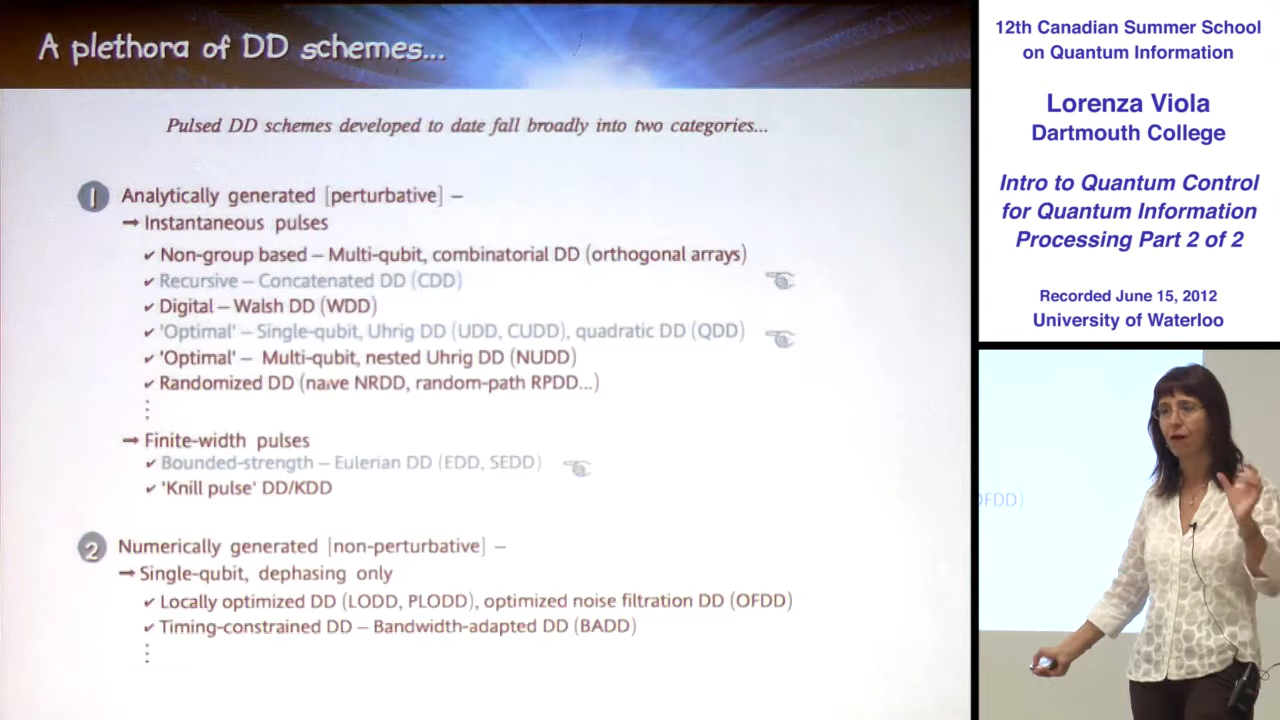 A plethora of DD schemes...
Pulsed DD schemes developed to date fall broadly into two categories...
1 Analytically generated [perturbative] –
➞ Instantaneous pulses
✔ Non-group based – Multi-qubit, combinatorial DD (orthogonal arrays)
✔ Recursive – Concatenated DD (CDD)
✔ Digital – Walsh DD (WDD)
✔ 'Optimal' – Single-qubit, Uhrig DD (UDD, CUDD), quadratic DD (QDD)
✔ 'Optimal' – Multi-qubit, nested Uhrig DD (NUDD)
✔ Randomized DD (naïve NRDD, random-path RPDD...)
⋮
➞ Finite-width pulses
✔ Bounded-strength – Eulerian DD (EDD, SEDD)
✔ 'Knill pulse' DD/KDD
2 Numerically generated [non-perturbative] –
➞ Single-qubit, dephasing only
✔ Locally optimized DD (LODD, PLODD), optimized noise filtration DD (OFDD)
✔ Timing-constrained DD – Bandwidth-adapted DD (BADD)
⋮
12th Canadian Summer School
on Quantum Information
Lorenza Viola
Dartmouth College
Intro to Quantum Control
for Quantum Information
Processing Part 2 of 2
Recorded June 15, 2012
University of Waterloo
OFDD)